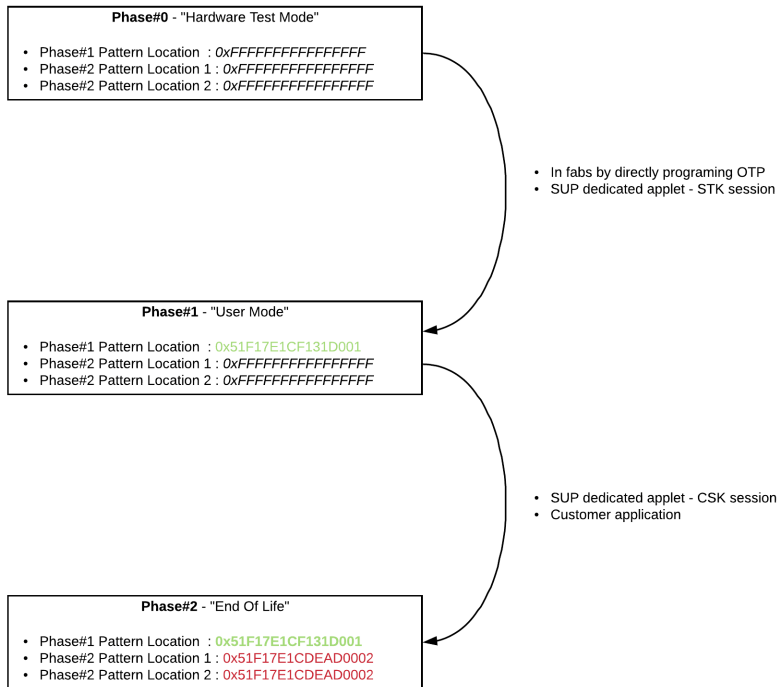 Phase#0 - "Hardware Test Mode"
• Phase#1 Pattern Location : 0xFFFFFFFFFFFFFFFF
• Phase#2 Pattern Location 1 : 0xFFFFFFFFFFFFFFFF
• Phase#2 Pattern Location 2 : 0xFFFFFFFFFFFFFFFF
• In fabs by directly programing OTP
• SUP dedicated applet - STK session
Phase#1 - "User Mode"
• Phase#1 Pattern Location : 0x51F17E1CF131D001
• Phase#2 Pattern Location 1 : 0xFFFFFFFFFFFFFFFF
• Phase#2 Pattern Location 2 : 0xFFFFFFFFFFFFFFFF
• SUP dedicated applet - CSK session
• Customer application
Phase#2 - "End Of Life"
• Phase#1 Pattern Location : 0x51F17E1CF131D001
• Phase#2 Pattern Location 1 : 0x51F17E1CDEAD0002
• Phase#2 Pattern Location 2 : 0x51F17E1CDEAD0002